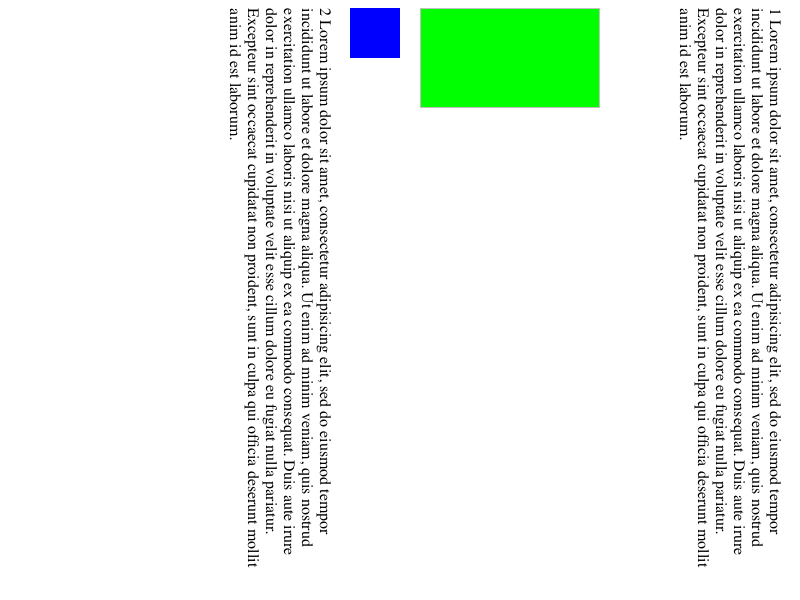 1 Lorem ipsum dolor sit amet, consectetur adipisicing elit, sed do eiusmod tempor
incididunt ut labore et dolore magna aliqua. Ut enim ad minim veniam, quis nostrud
exercitation ullamco laboris nisi ut aliquip ex ea commodo consequat. Duis aute irure
dolor in reprehenderit in voluptate velit esse cillum dolore eu fugiat nulla pariatur.
Excepteur sint occaecat cupidatat non proident, sunt in culpa qui officia deserunt mollit
anim id est laborum.
2 Lorem ipsum dolor sit amet, consectetur adipisicing elit, sed do eiusmod tempor
incididunt ut labore et dolore magna aliqua. Ut enim ad minim veniam, quis nostrud
exercitation ullamco laboris nisi ut aliquip ex ea commodo consequat. Duis aute irure
dolor in reprehenderit in voluptate velit esse cillum dolore eu fugiat nulla pariatur.
Excepteur sint occaecat cupidatat non proident, sunt in culpa qui officia deserunt mollit
anim id est laborum.